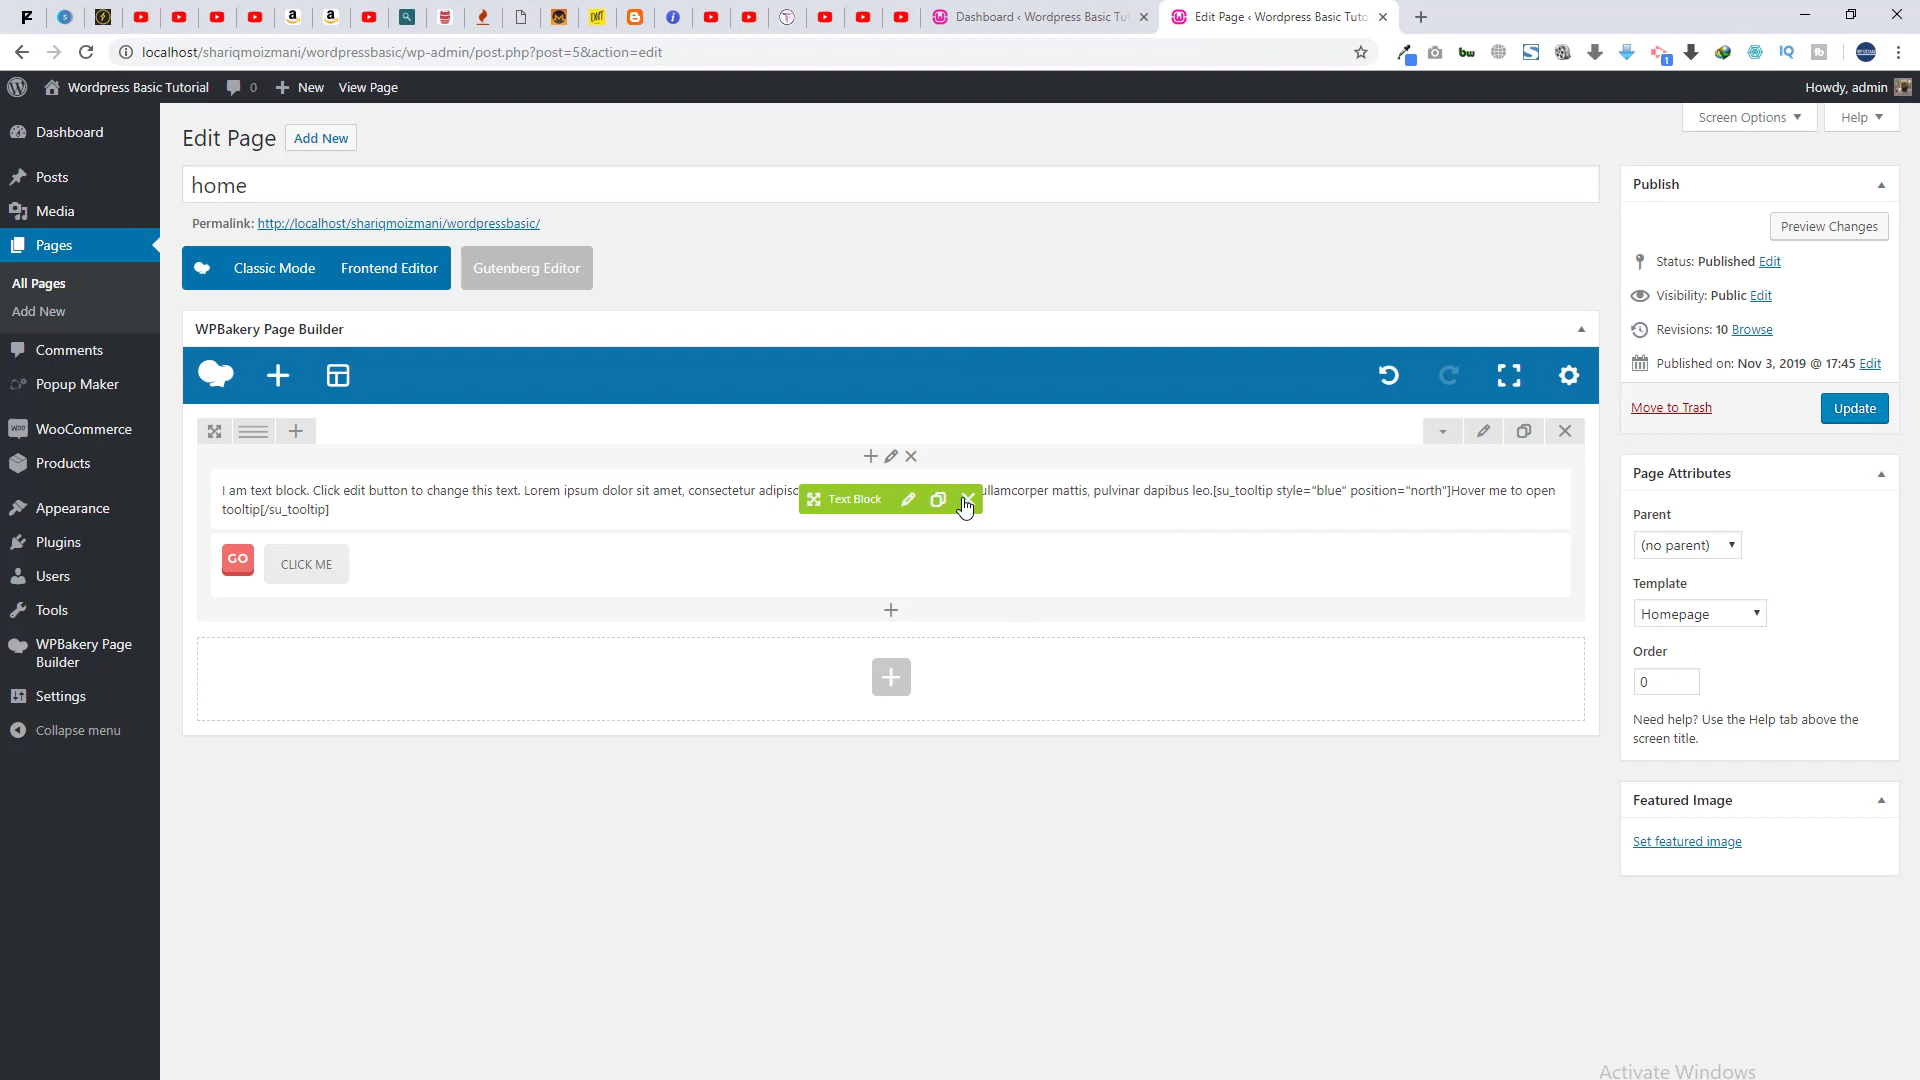 Dashboard ‹ Wordpress Basic Tut
Edit Page ‹ Wordpress Basic Tuto
localhost/shariqmoizmani/wordpressbasic/wp-admin/post.php?post=5&action=edit
Wordpress Basic Tutorial
0
New
View Page
Howdy, admin
Dashboard
Posts
Media
Pages
All Pages
Add New
Comments
Popup Maker
WooCommerce
Products
Appearance
Plugins
Users
Tools
WPBakery Page
Builder
Settings
Collapse menu
Screen Options
Help
Edit Page
Add New
home
Permalink: http://localhost/shariqmoizmani/wordpressbasic/
Classic Mode
Frontend Editor
Gutenberg Editor
WPBakery Page Builder
I am text block. Click edit button to change this text. Lorem ipsum dolor sit amet, consectetur adipisc
Text Block
ullamcorper mattis, pulvinar dapibus leo.[su_tooltip style="blue" position="north"]Hover me to open
tooltip[/su_tooltip]
GO
CLICK ME
Publish
Preview Changes
Status: Published Edit
Visibility: Public Edit
Revisions: 10 Browse
Published on: Nov 3, 2019 @ 17:45 Edit
Move to Trash
Update
Page Attributes
Parent
(no parent)
Template
Homepage
Order
0
Need help? Use the Help tab above the
screen title.
Featured Image
Set featured image
Activate Windows